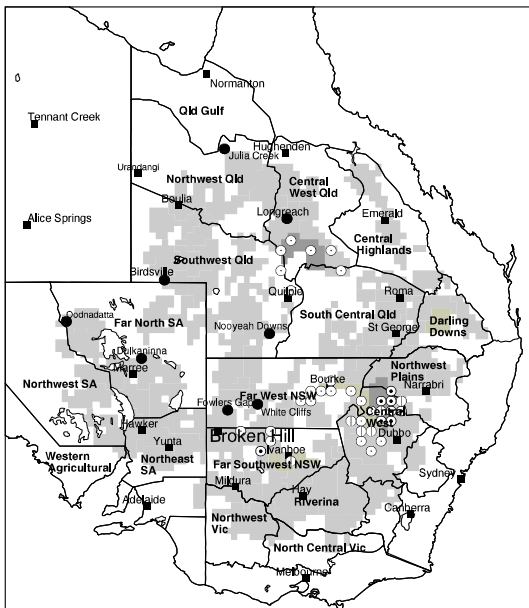 Normanton
Qld Gulf
Tennant Creek
Hughenden
Julia Creek
Urandangi
Northwest Qld
Central
West Qld
Boulia
Longreach
Emerald
Alice Springs
Central
Highlands
Southwest Qld
Birdsville
Quilpie
Roma
South Central Qld
Oodnadatta
Far North SA
Nooyeah Downs
St George
Darling
Downs
Dulkaninna
Marree
Northwest
Plains
Northwest SA
Bourke
Narrabri
Fowlers Gap
Far West NSW
White Cliffs
Central
West
Hawker
Broken Hill
Dubbo
Yunta
Ivanhoe
Western
Agricultural
Northeast
SA
Far Southwest NSW
Sydney
Mildura
Hay
Adelaide
Riverina
Canberra
Northwest
Vic
North Central Vic
Melbourne